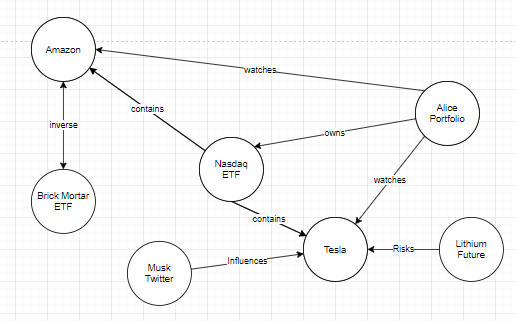 Amazon
watches
Alice
Portfolio
contains
inverse
owns
Nasdaq
ETF
watches
Brick Mortar
ETF
contains
Tesla
Risks
Lithium
Future
Influences
Musk
Twitter